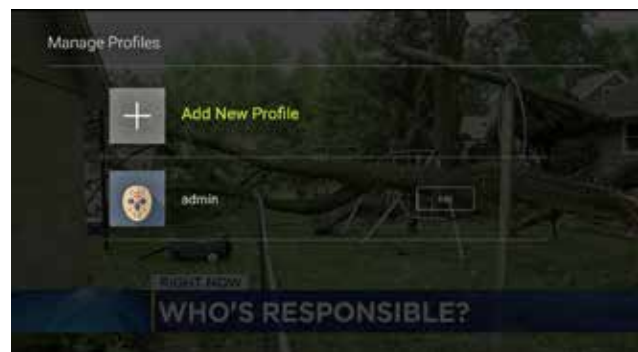 Manage Profiles
Add New Profile
admin
RIGHT NOW
WHO'S RESPONSIBLE?